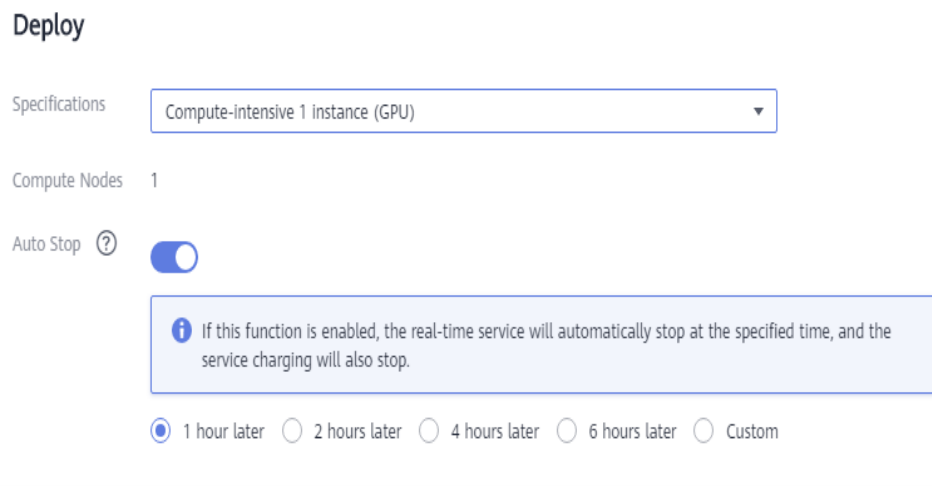 Deploy
Specifications
Compute-intensive 1 instance (GPU)
Compute Nodes 1
Auto Stop ?
If this function is enabled, the real-time service will automatically stop at the specified time, and the
service charging will also stop.
1 hour later 2 hours later 4 hours later 6 hours later Custom